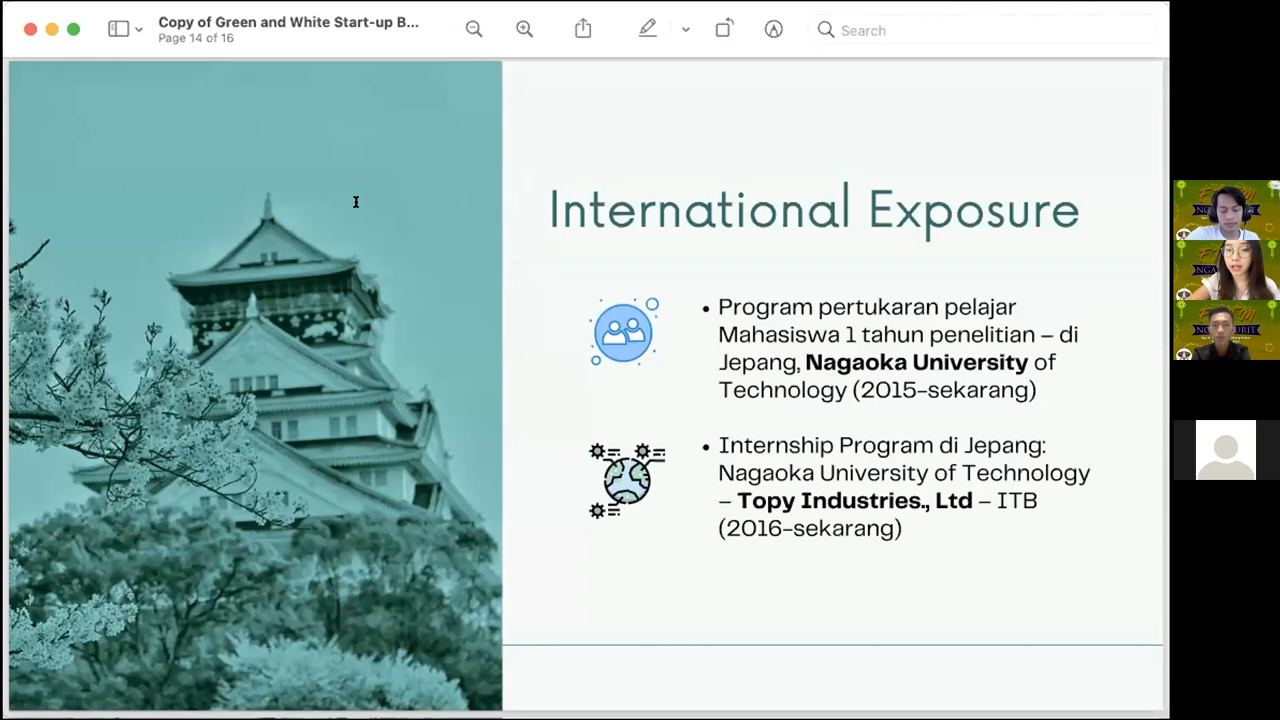 Copy of Green and White Start-up B...
Page 14 of 16
Search
International Exposure
• Program pertukaran pelajar
Mahasiswa 1 tahun penelitian – di
Jepang, Nagaoka University of
Technology (2015-sekarang)
• Internship Program di Jepang:
Nagaoka University of Technology
– Topy Industries., Ltd – ITB
(2016-sekarang)